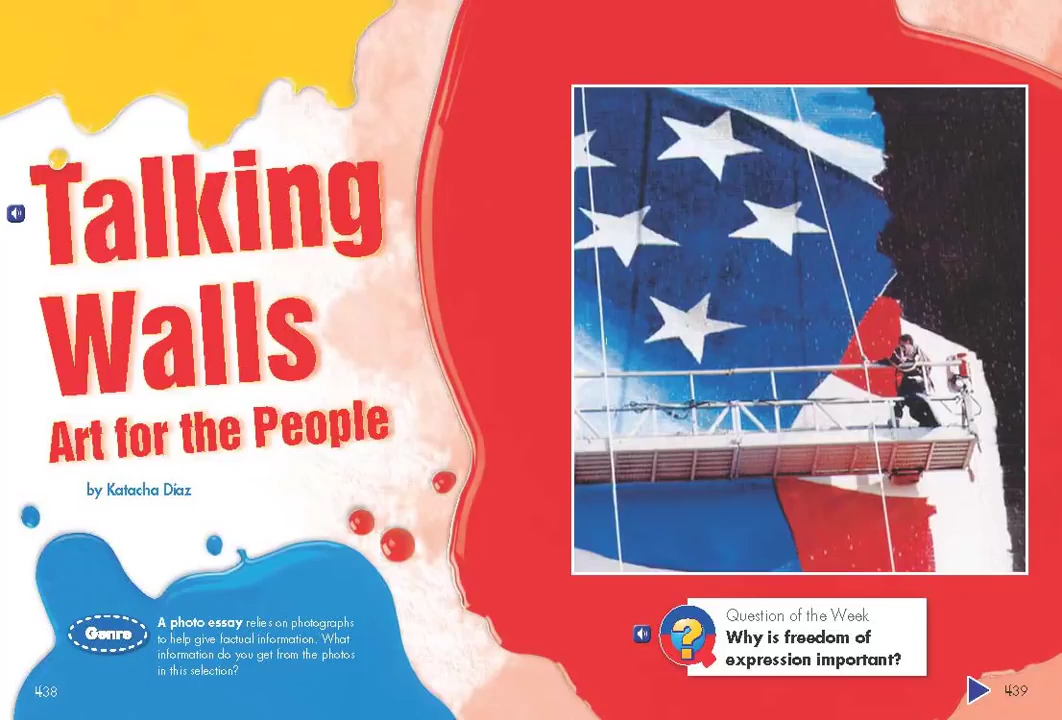 Talking
Walls
Art for the People
by Katacha Díaz
Genre
A photo essay relies on photographs
to help give factual information. What
information do you get from the photos
in this selection?
438
Question of the Week
Why is freedom of
expression important?
439